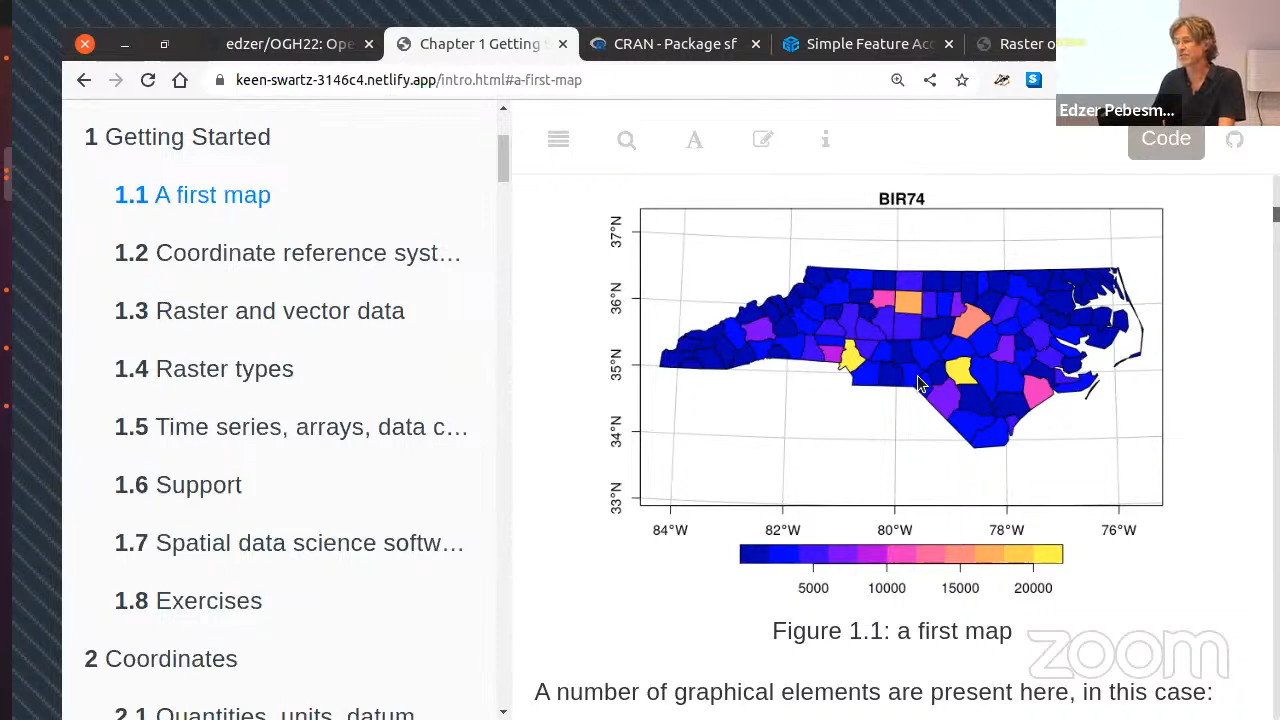 edzer/OGH22: Ope
Chapter 1 Getting S
CRAN - Package sf
Simple Feature Acc
Raster o
keen-swartz-3146c4.netlify.app/intro.html#a-first-map
Edzer Pebesm...
Code
1 Getting Started
1.1 A first map
1.2 Coordinate reference syst…
1.3 Raster and vector data
1.4 Raster types
1.5 Time series, arrays, data c…
1.6 Support
1.7 Spatial data science softw…
1.8 Exercises
2 Coordinates
2.1 Quantities, units, datum
BIR74
37°N
36°N
35°N
34°N
33°N
84°W 82°W 80°W 78°W 76°W
5000 10000 15000 20000
Figure 1.1: a first map
zoom
A number of graphical elements are present here, in this case: